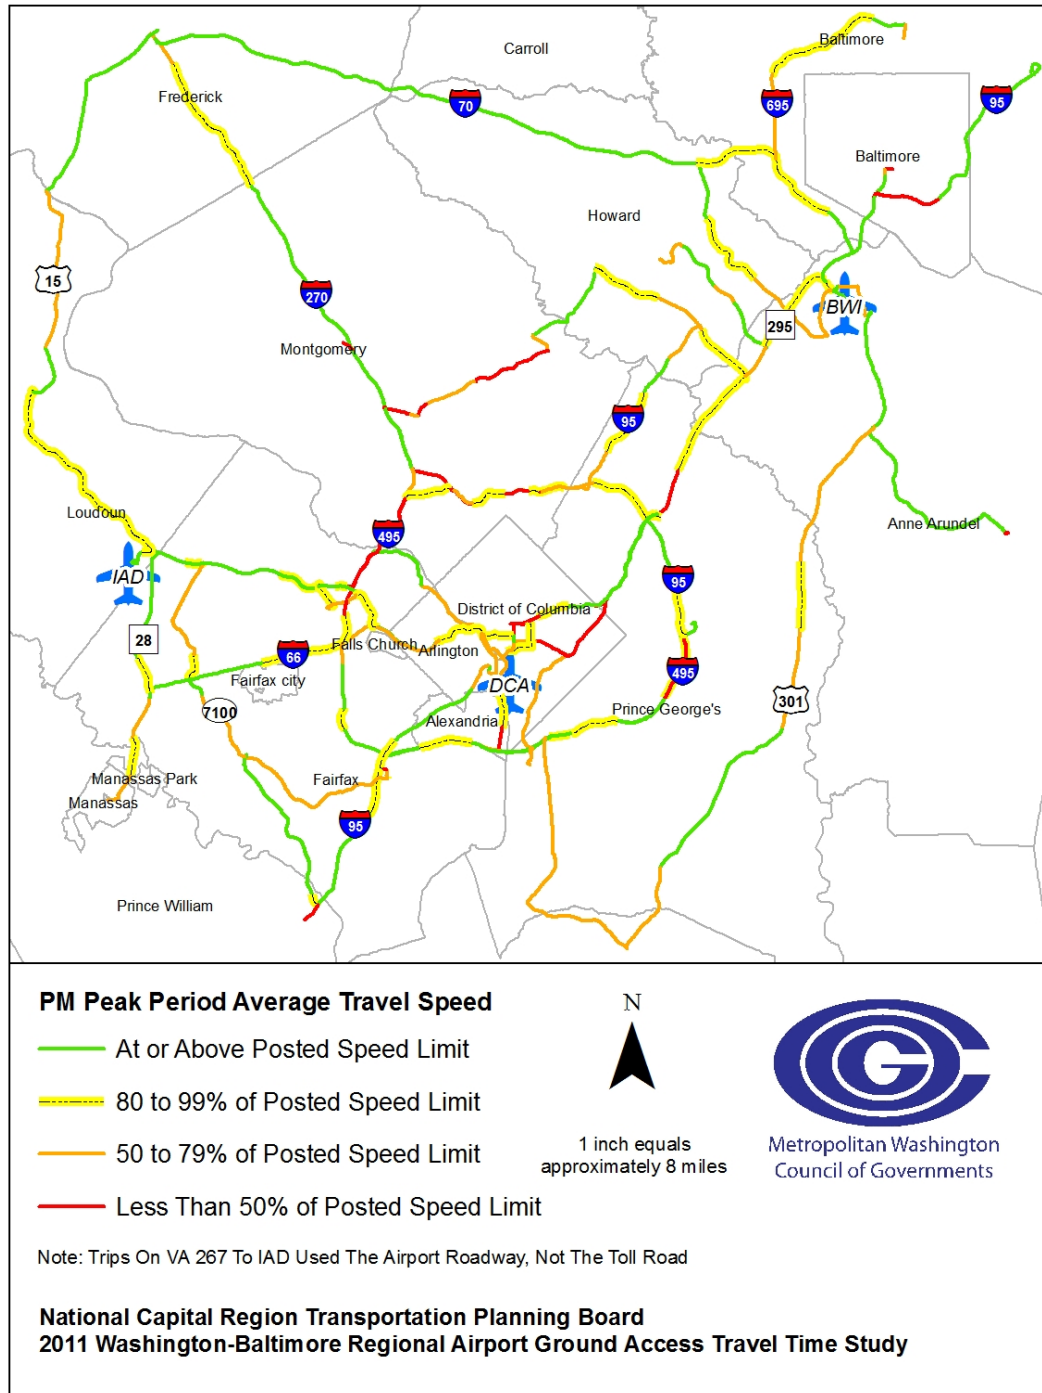 Carroll
Baltimore
Frederick
70
695
95
Baltimore
Howard
15
270
BWI
295
Montgomery
95
Loudoun
Anne Arundel
495
IAD
95
District of Columbia
28
Falls Church
Arlington
66
Fairfax city
495
DCA
301
7100
Prince George's
Alexandria
Manassas Park
Fairfax
Manassas
95
Prince William
PM Peak Period Average Travel Speed
At or Above Posted Speed Limit
80 to 99% of Posted Speed Limit
50 to 79% of Posted Speed Limit
Less Than 50% of Posted Speed Limit
N
1 inch equals
approximately 8 miles
Metropolitan Washington
Council of Governments
Note: Trips On VA 267 To IAD Used The Airport Roadway, Not The Toll Road
National Capital Region Transportation Planning Board
2011 Washington-Baltimore Regional Airport Ground Access Travel Time Study